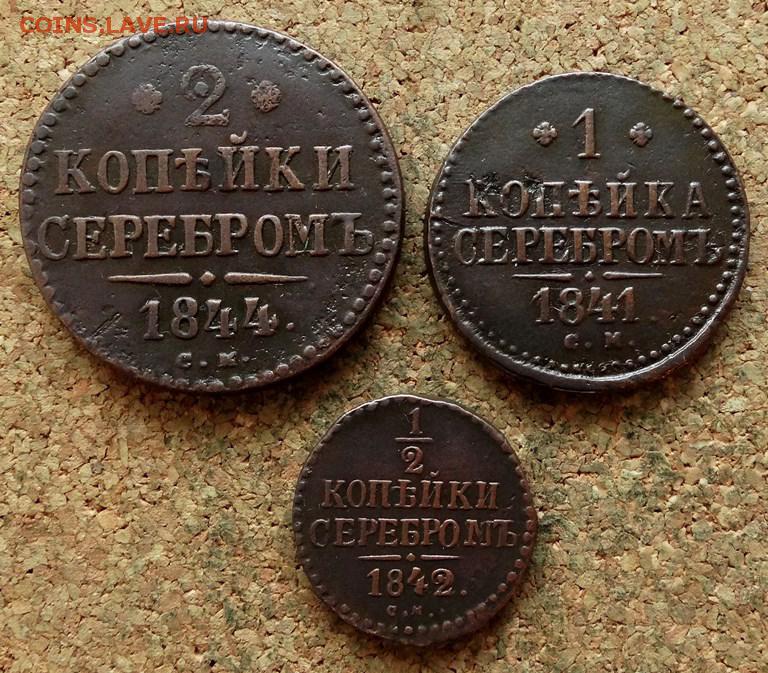 COINS.LAVE.RU
2
КОПѢЙКИ
СЕРЕБРОМЪ
1844.
С.М.
1
КОПѢЙКА
СЕРЕБРОМЪ
1841
С.М.
1
2
КОПѢЙКИ
СЕРЕБРОМЪ
1842.
С.М.